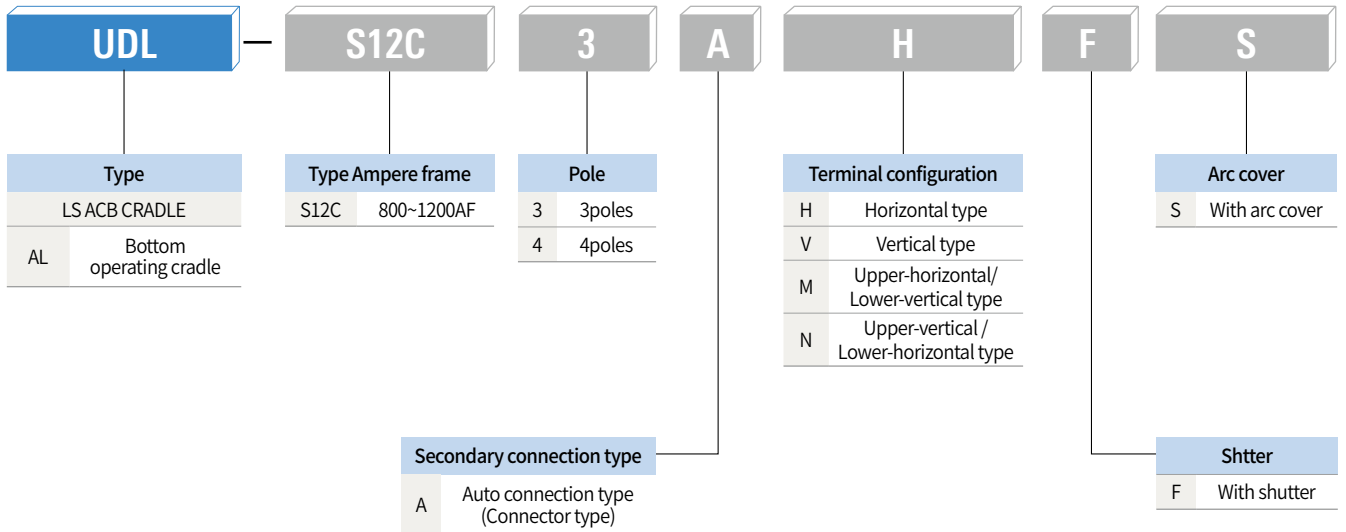 UDL — S12C 3 A H F S
Type
LS ACB CRADLE
AL Bottom
operating cradle
Type Ampere frame
S12C 800~1200AF
Pole
3 3poles
4 4poles
Terminal configuration
H Horizontal type
V Vertical type
M Upper-horizontal/
Lower-vertical type
N Upper-vertical /
Lower-horizontal type
Arc cover
S With arc cover
Secondary connection type
A Auto connection type
(Connector type)
Shtter
F With shutter